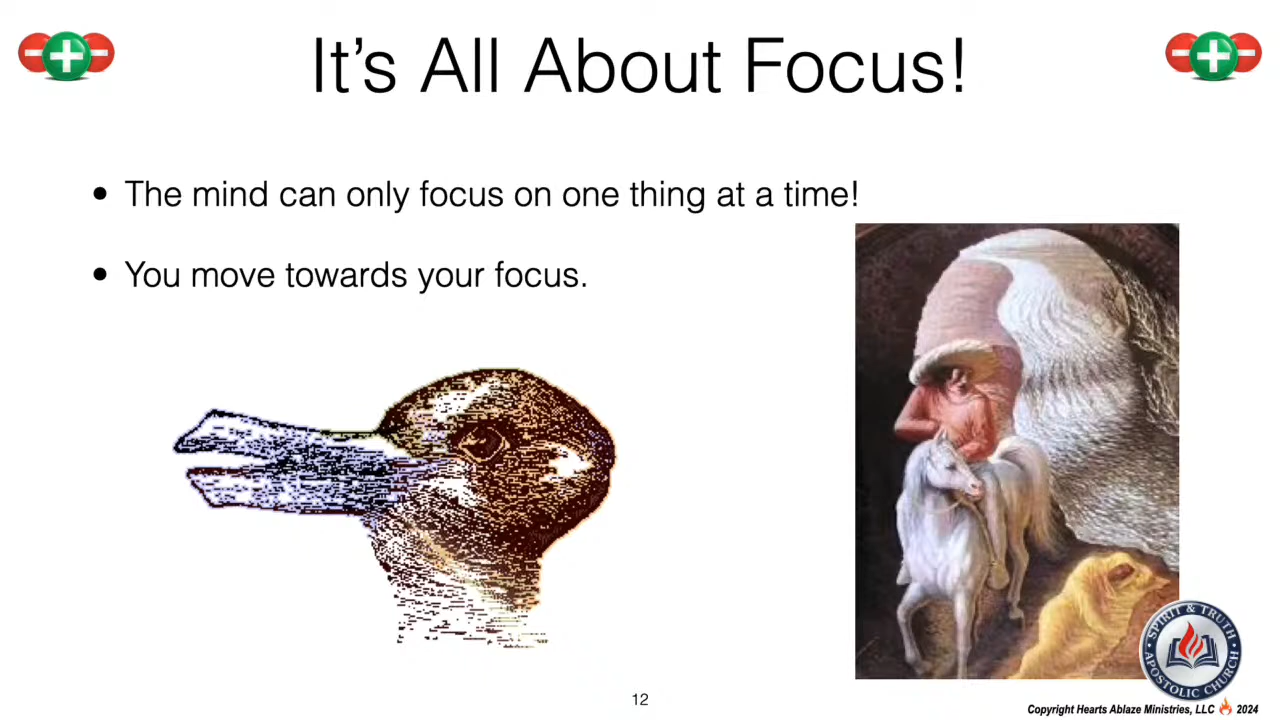 It's All About Focus!
• The mind can only focus on one thing at a time!
• You move towards your focus.
SPIRIT & TRUTH
APOSTOLIC CHURCH
12
Copyright Hearts Ablaze Ministries, LLC 🔥 2024